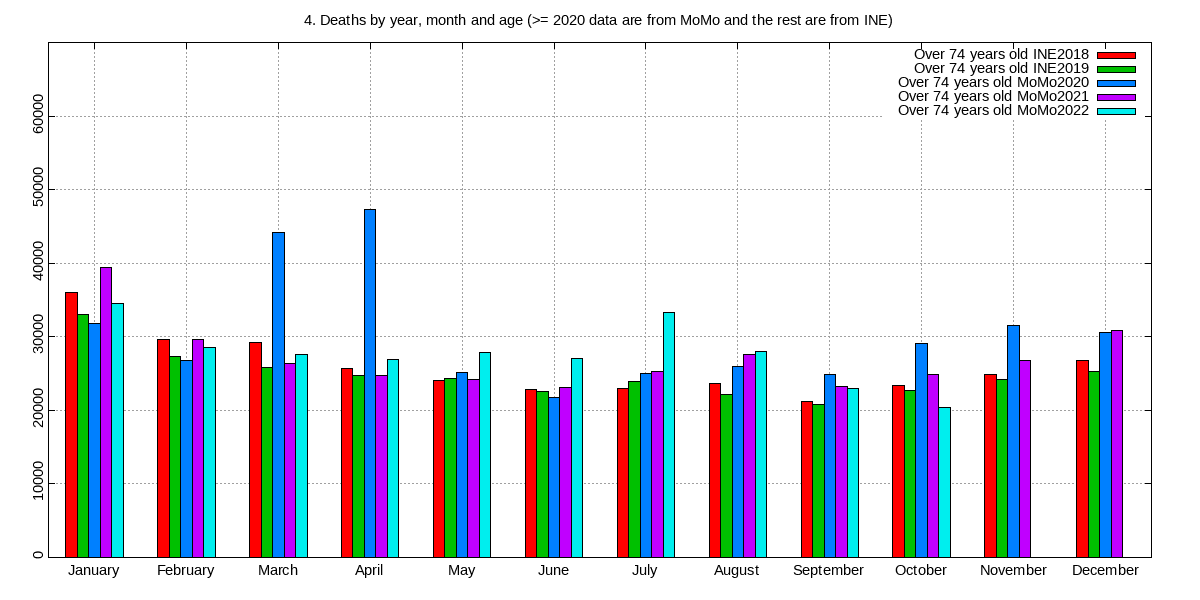 4. Deaths by year, month and age (>= 2020 data are from MoMo and the rest are from INE)
Over 74 years old INE2018
Over 74 years old INE2019
Over 74 years old MoMo2020
Over 74 years old MoMo2021
Over 74 years old MoMo2022
60000
50000
40000
30000
20000
10000
0
January February March April May June July August September October November December